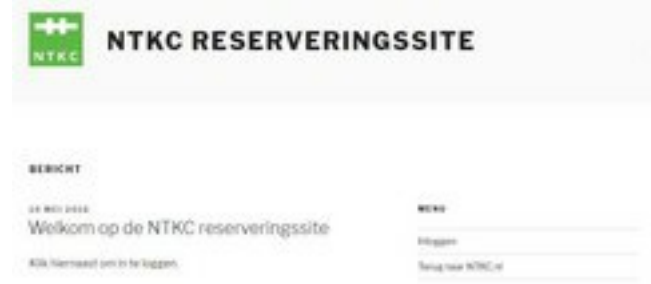 NTKC
NTKC RESERVERINGSSITE
BERICHT
Welkom op de NTKC reserveringssite
Klik hiernaast om in te loggen.
MENU
Inloggen
Terug naar NTKC.nl